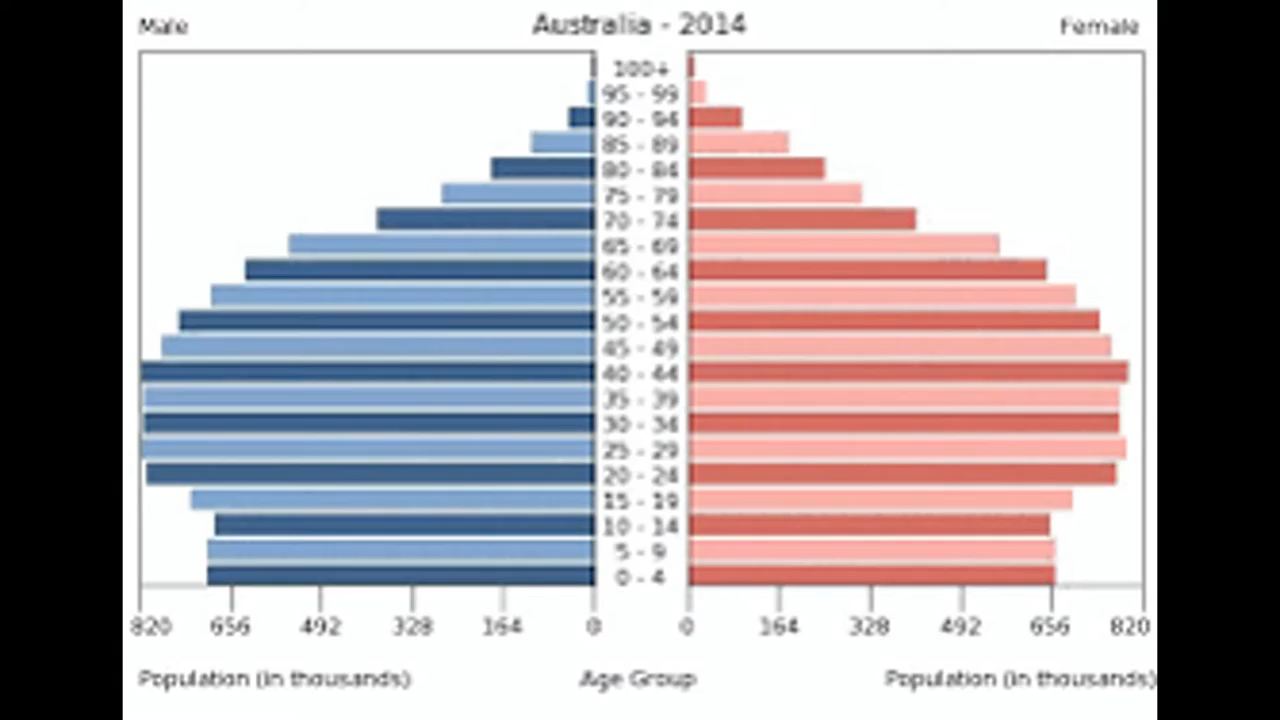 Male Australia - 2014 Female
100+
95 - 99
90 - 94
85 - 89
80 - 84
75 - 79
70 - 74
65 - 69
60 - 64
55 - 59
50 - 54
45 - 49
40 - 44
35 - 39
30 - 34
25 - 29
20 - 24
15 - 19
10 - 14
5 - 9
0 - 4
820 656 492 328 164 0 0 164 328 492 656 820
Population (in thousands) Age Group Population (in thousands)